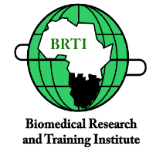 BRTI
Biomedical Research
and Training Institute